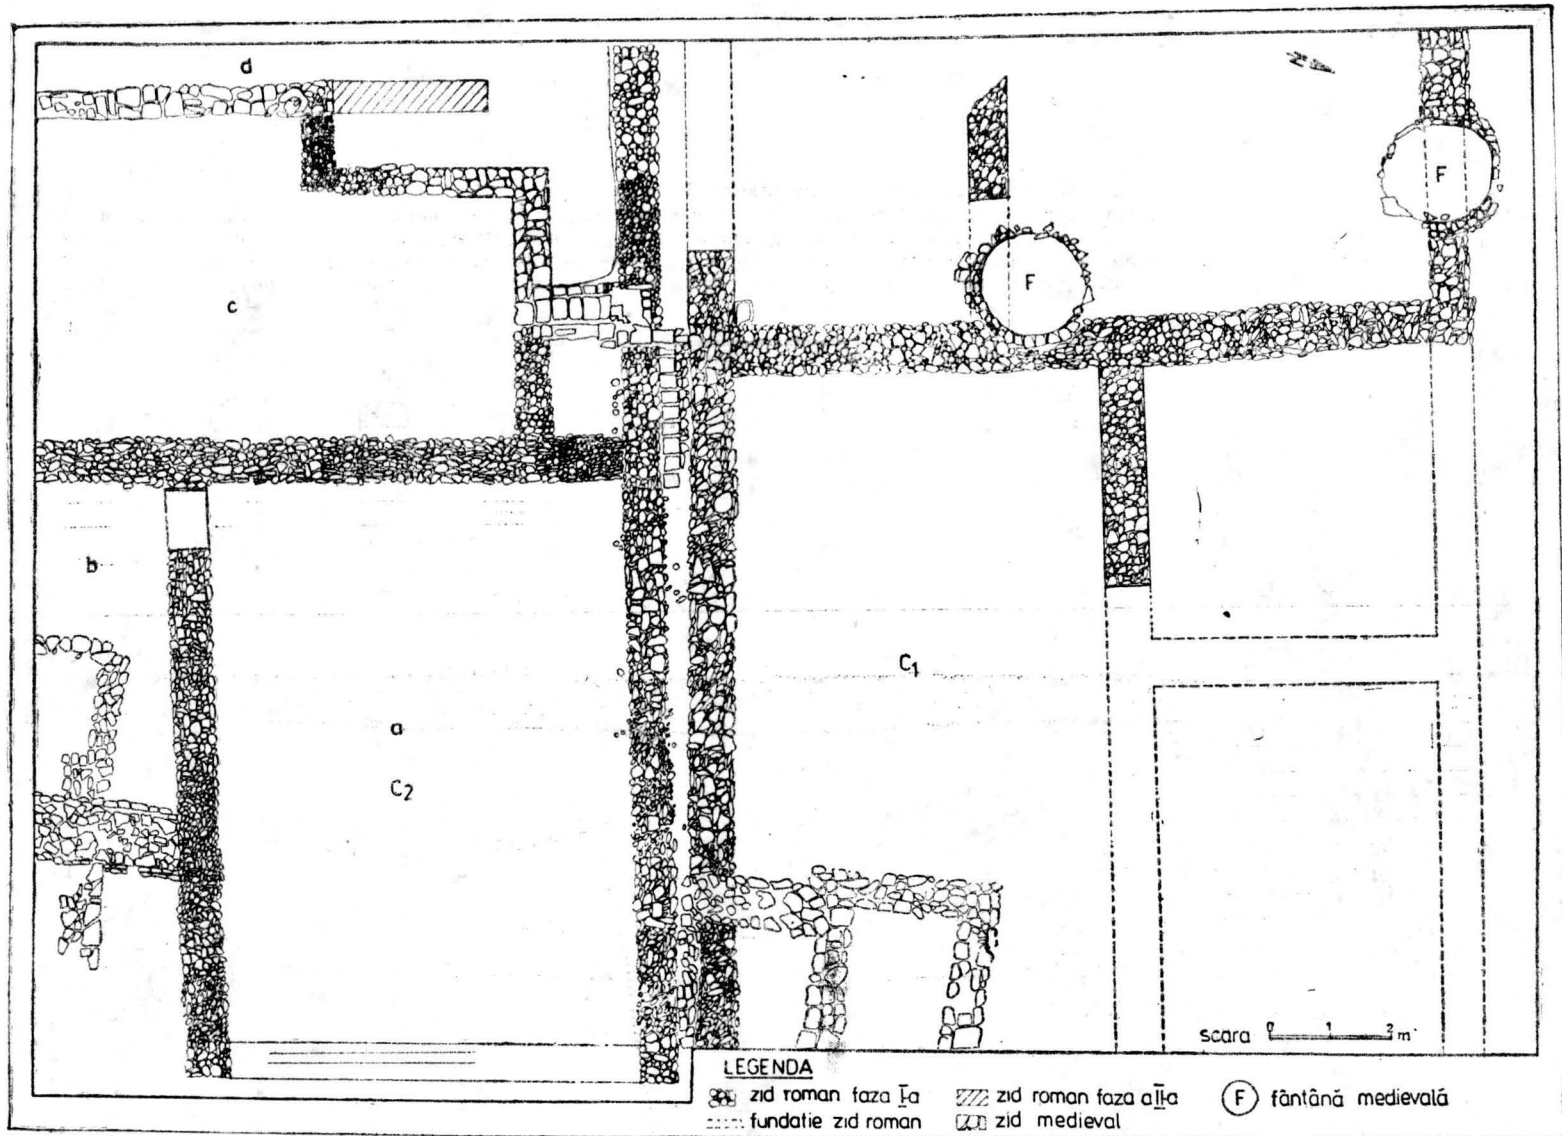 d
N
F
F
c
b
C₁
a
C₂
scara 0 1 2 m
LEGENDA
zid roman faza I-a zid roman faza a II-a F fântână medievală
fundatie zid roman zid medieval